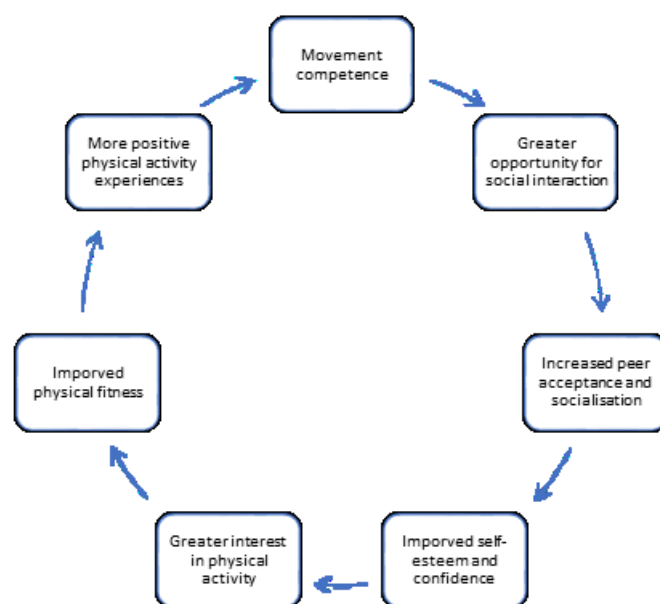 Movement
competence
Greater
opportunity for
social interaction
Increased peer
acceptance and
socialisation
Imporved self-
esteem and
confidence
Greater interest
in physical
activity
Imporved
physical fitness
More positive
physical activity
experiences